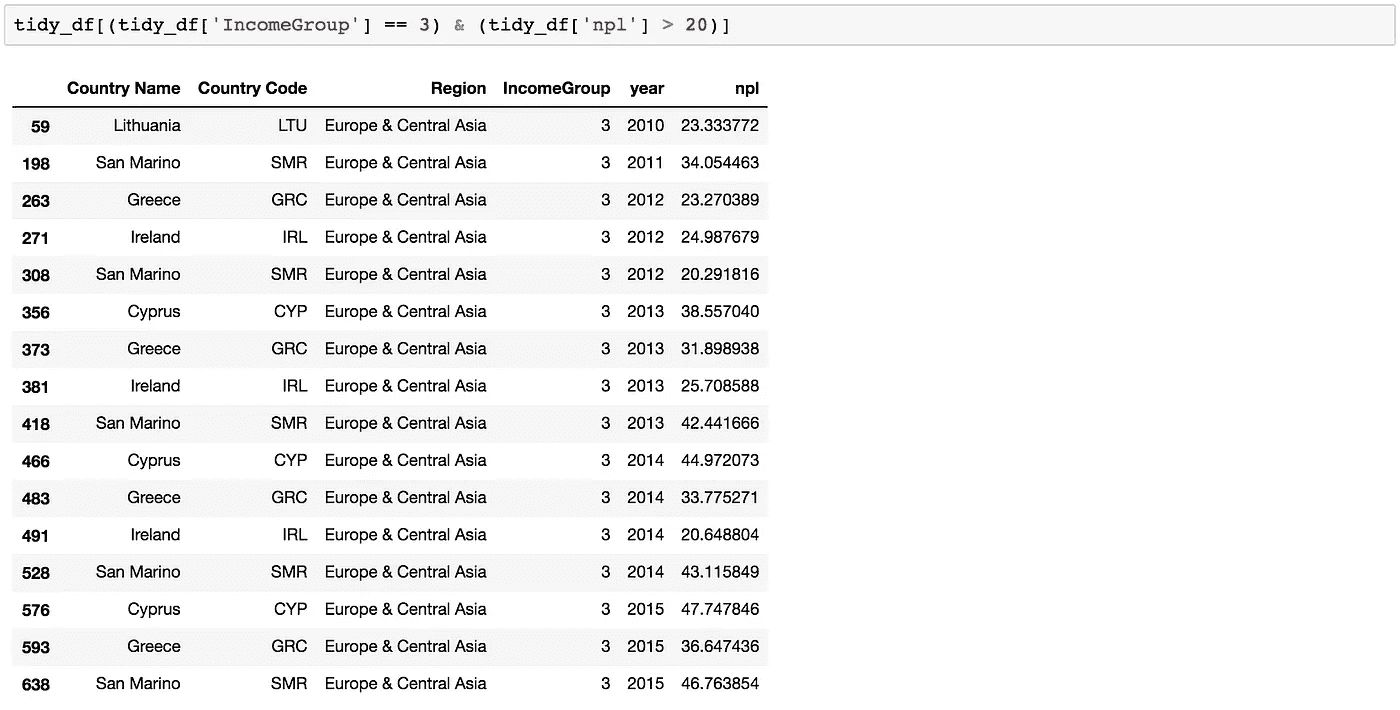 tidy_df[(tidy_df['IncomeGroup'] == 3) & (tidy_df['npl'] > 20)]
Country Name Country Code Region IncomeGroup year npl
59 Lithuania LTU Europe & Central Asia 3 2010 23.333772
198 San Marino SMR Europe & Central Asia 3 2011 34.054463
263 Greece GRC Europe & Central Asia 3 2012 23.270389
271 Ireland IRL Europe & Central Asia 3 2012 24.987679
308 San Marino SMR Europe & Central Asia 3 2012 20.291816
356 Cyprus CYP Europe & Central Asia 3 2013 38.557040
373 Greece GRC Europe & Central Asia 3 2013 31.898938
381 Ireland IRL Europe & Central Asia 3 2013 25.708588
418 San Marino SMR Europe & Central Asia 3 2013 42.441666
466 Cyprus CYP Europe & Central Asia 3 2014 44.972073
483 Greece GRC Europe & Central Asia 3 2014 33.775271
491 Ireland IRL Europe & Central Asia 3 2014 20.648804
528 San Marino SMR Europe & Central Asia 3 2014 43.115849
576 Cyprus CYP Europe & Central Asia 3 2015 47.747846
593 Greece GRC Europe & Central Asia 3 2015 36.647436
638 San Marino SMR Europe & Central Asia 3 2015 46.763854